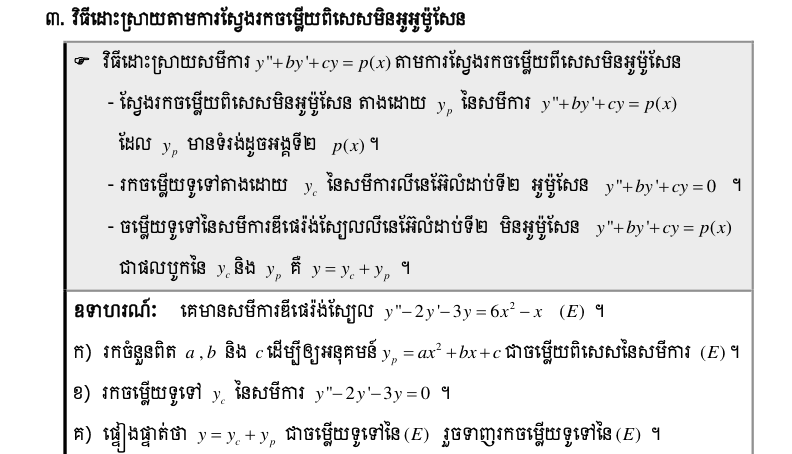 ៣. វិធីដោះស្រាយតាមការស្វែងរកចម្លើយពិសេសមិនអូអូម៉ូសែន
☞ វិធីដោះស្រាយសមីការ y"+by'+cy = p(x) តាមការស្វែងរកចម្លើយពីសេសមិនអូម៉ូសែន
- ស្វែងរកចម្លើយពិសេសមិនអូម៉ូសែន តាងដោយ y_p នៃសមីការ y"+by'+cy = p(x)
ដែល y_p មានទំរង់ដូចអង្គទី២ p(x) ។
- រកចម្លើយទូទៅតាងដោយ y_c នៃសមីការលីនេអ៊ែលំដាប់ទី២ អូម៉ូសែន y"+by'+cy = 0 ។
- ចម្លើយទូទៅនៃសមីការឌីផេរ៉ង់ស្យែលលីនេអ៊ែលំដាប់ទី២ មិនអូម៉ូសែន y"+by'+cy = p(x)
ជាផលបូកនៃ y_c និង y_p គឺ y = y_c + y_p ។
ឧទាហរណ៍: គេមានសមីការឌីផេរ៉ង់ស្យែល y"−2y'−3y = 6x² − x (E) ។
ក) រកចំនួនពិត a , b និង c ដើម្បីឲ្យអនុគមន៍ y_p = ax² + bx + c ជាចម្លើយពិសេសនៃសមីការ (E) ។
ខ) រកចម្លើយទូទៅ y_c នៃសមីការ y"−2y'−3y = 0 ។
គ) ផ្ទៀងផ្ទាត់ថា y = y_c + y_p ជាចម្លើយទូទៅនៃ (E) រួចទាញរកចម្លើយទូទៅនៃ (E) ។